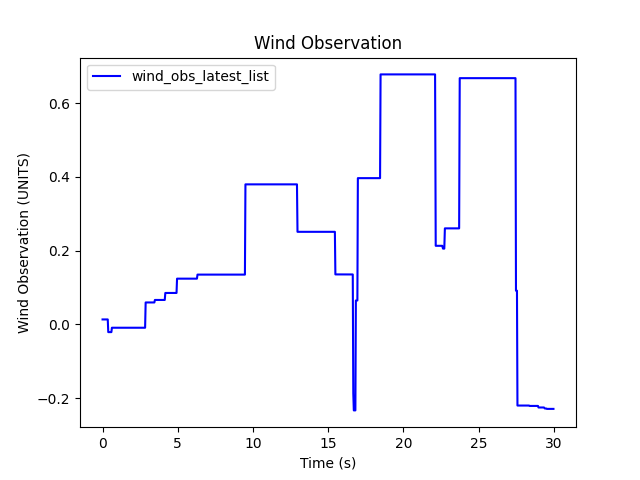 Wind Observation
wind_obs_latest_list
Wind Observation (UNITS)
0.6
0.4
0.2
0.0
−0.2
0 5 10 15 20 25 30
Time (s)